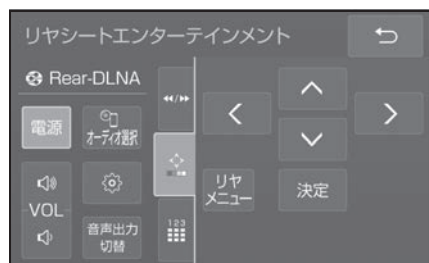 リヤシートエンターテインメント
Rear-DLNA
電源
オーディオ選択
VOL
音声出力
切替
123
リヤ
メニュー
決定